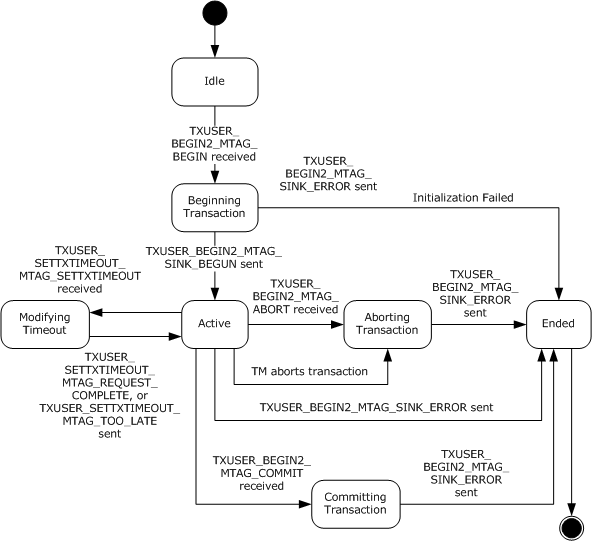 Idle
TXUSER_
BEGIN2_MTAG_
BEGIN received
TXUSER_
BEGIN2_MTAG_
SINK_ERROR sent
Initialization Failed
Beginning
Transaction
TXUSER_BEGIN2_MTAG_
SINK_BEGUN sent
TXUSER_
SETTXTIMEOUT_
MTAG_SETTXTIMEOUT
received
TXUSER_
BEGIN2_MTAG_
ABORT received
TXUSER_
BEGIN2_MTAG_
SINK_ERROR
sent
Modifying
Timeout
Active
Aborting
Transaction
Ended
TXUSER_
SETTXTIMEOUT_
MTAG_REQUEST_
COMPLETE, or
TXUSER_SETTXTIMEOUT_
MTAG_TOO_LATE
sent
TM aborts transaction
TXUSER_BEGIN2_MTAG_SINK_ERROR sent
TXUSER_BEGIN2_
MTAG_COMMIT
received
TXUSER_
BEGIN2_MTAG_
SINK_ERROR
sent
Committing
Transaction